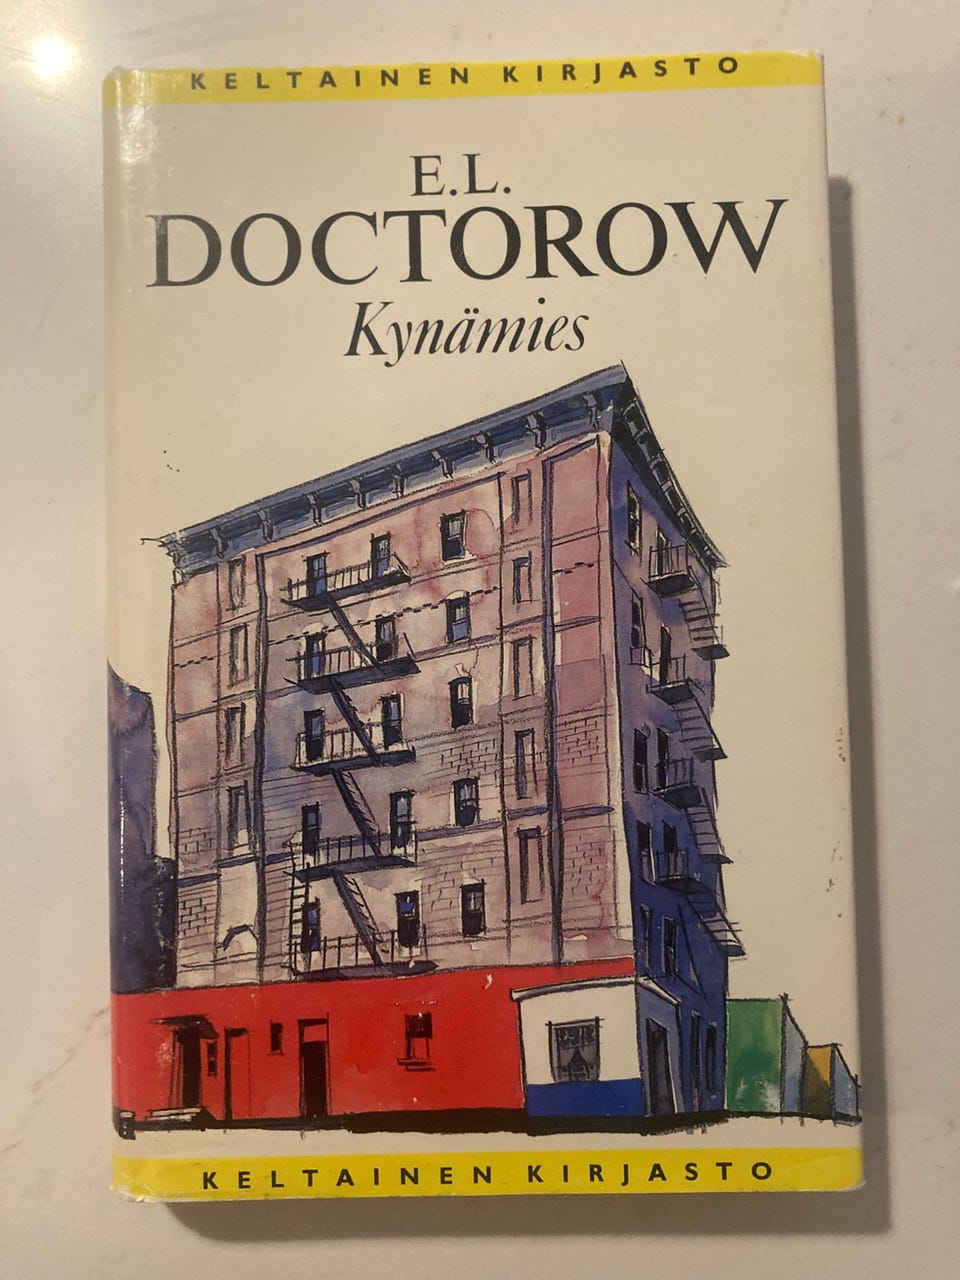 KELTAINEN KIRJASTO
E.L.
DOCTOROW
Kynämies
KELTAINEN KIRJASTO